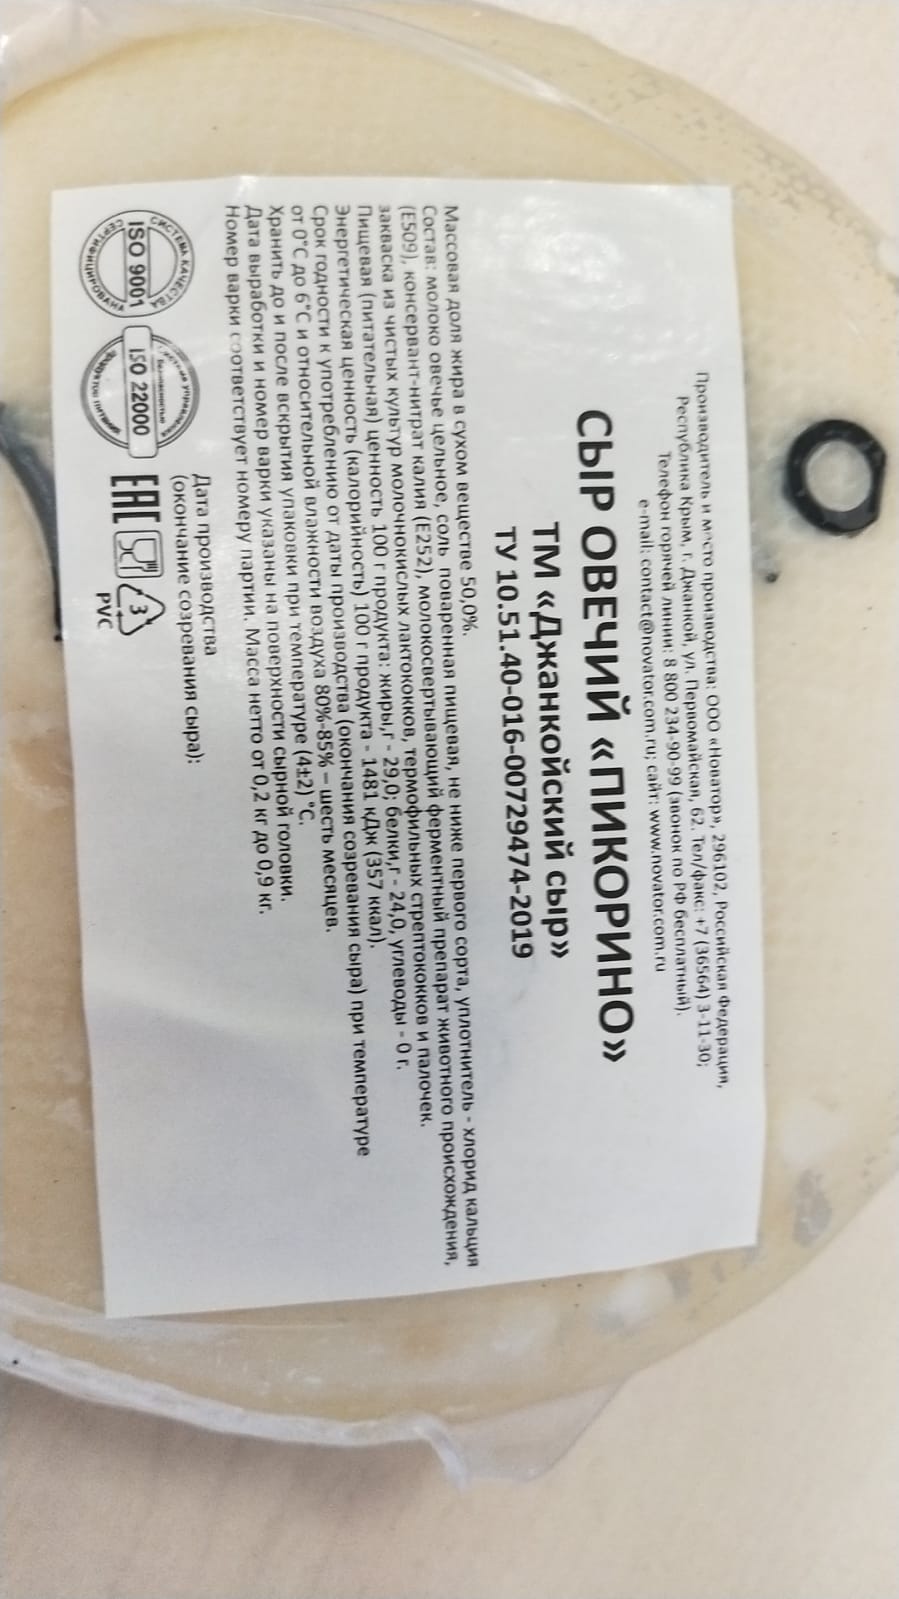 Производитель и место производства: ООО «Новатор», 296102, Российская Федерация,
Республика Крым, г. Джанкой, ул. Первомайская, 62. Тел/факс: +7 (36564) 3-11-30;
Телефон горячей линии: 8 800 234-90-99 (звонок по РФ бесплатный).
e-mail: contact@novator.com.ru; сайт: www.novator.com.ru
СЫР ОВЕЧИЙ «ПИКОРИНО»
ТМ «Джанкойский сыр»
ТУ 10.51.40-016-00729474-2019
Массовая доля жира в сухом веществе 50,0%.
Состав: молоко овечье цельное, соль поваренная пищевая, не ниже первого сорта, уплотнитель - хлорид кальция
(Е509), консервант-нитрат калия (Е252), молокосвертывающий ферментный препарат животного происхождения,
закваска из чистых культур молочнокислых лактококков, термофильных стрептококков и палочек.
Пищевая (питательная) ценность 100 г продукта: жиры,г - 29,0; белки,г - 24,0, углеводы - 0 г.
Энергетическая ценность (калорийность) 100 г продукта - 1481 кДж (357 ккал).
Срок годности к употреблению от даты производства (окончания созревания сыра) при температуре
от 0°С до 6°С и относительной влажности воздуха 80%-85% – шесть месяцев.
Хранить до и после вскрытия упаковки при температуре (4±2) °С.
Дата выработки и номер варки указаны на поверхности сырной головки.
Номер варки соответствует номеру партии. Масса нетто от 0,2 кг до 0,9 кг.
Дата производства
(окончание созревания сыра):
СИСТЕМА КАЧЕСТВА
ISO 9001
СЕРТИФИЦИРОВАНА
безопасностью
ISO 22000
продуктов питания
EAC
3
PVC